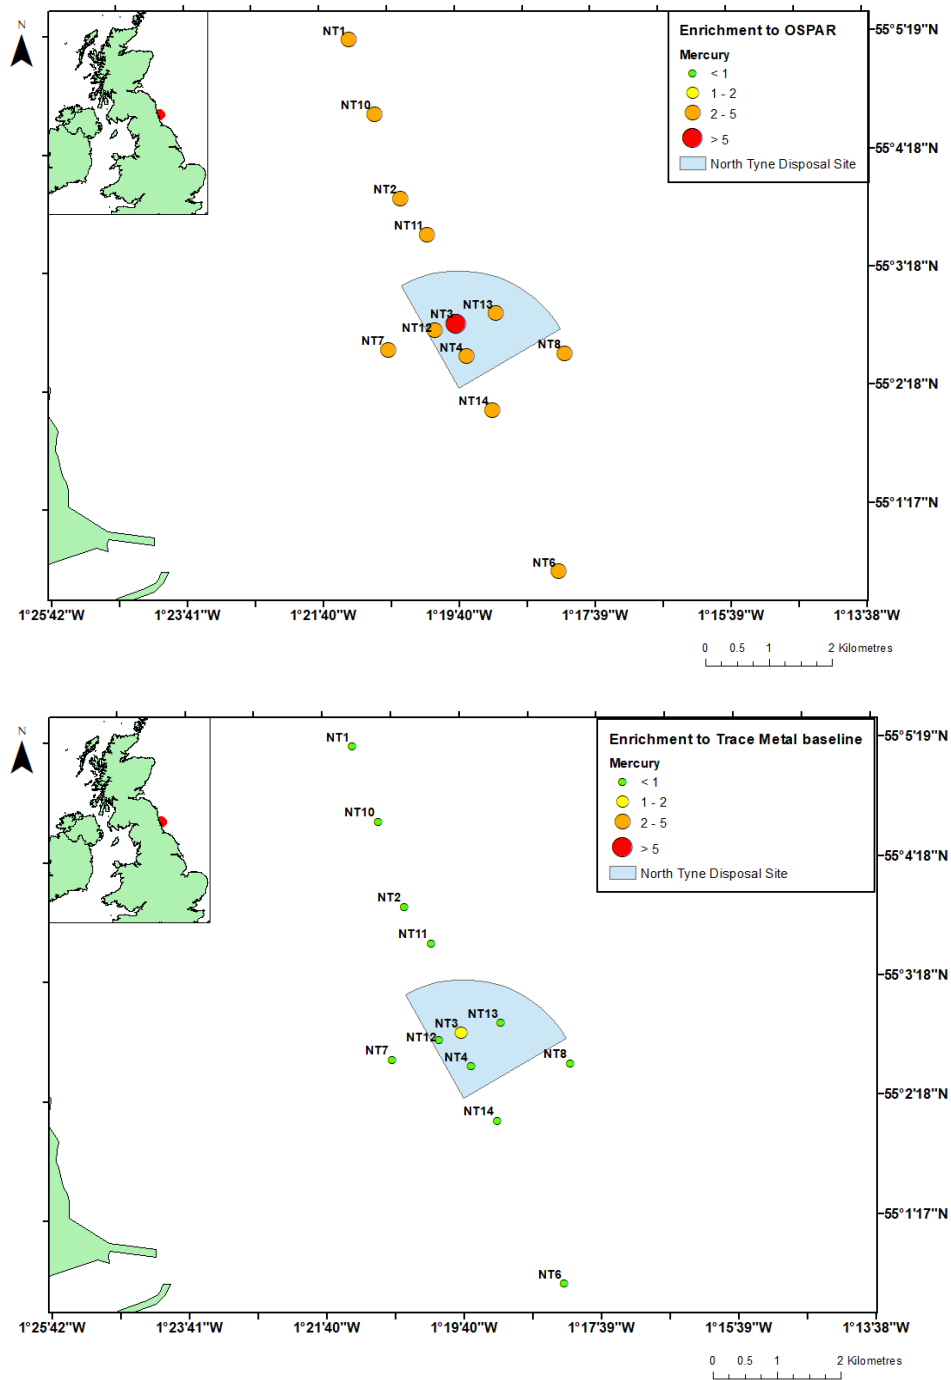 N
Enrichment to OSPAR
Mercury
< 1
1 - 2
2 - 5
> 5
North Tyne Disposal Site
NT1
NT10
NT2
NT11
NT13
NT3
NT12
NT7
NT4
NT8
NT14
NT6
55°5'19"N
55°4'18"N
55°3'18"N
55°2'18"N
55°1'17"N
1°25'42"W 1°23'41"W 1°21'40"W 1°19'40"W 1°17'39"W 1°15'39"W 1°13'38"W
0 0.5 1 2 Kilometres
N
Enrichment to Trace Metal baseline
Mercury
< 1
1 - 2
2 - 5
> 5
North Tyne Disposal Site
NT1
NT10
NT2
NT11
NT13
NT3
NT12
NT7
NT4
NT8
NT14
NT6
55°5'19"N
55°4'18"N
55°3'18"N
55°2'18"N
55°1'17"N
1°25'42"W 1°23'41"W 1°21'40"W 1°19'40"W 1°17'39"W 1°15'39"W 1°13'38"W
0 0.5 1 2 Kilometres